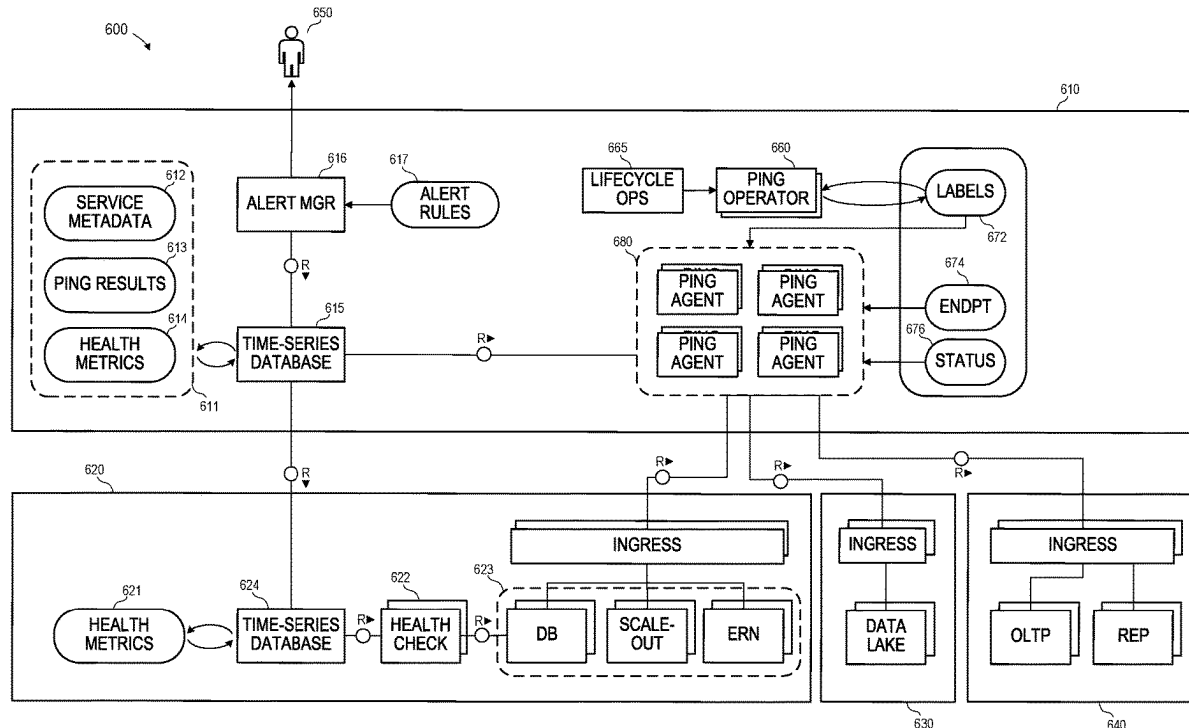 650
600
610
616
617
665
660
612
SERVICE
METADATA
ALERT MGR
ALERT
RULES
LIFECYCLE
OPS
PING
OPERATOR
LABELS
672
613
PING RESULTS
R
680
PING
AGENT
PING
AGENT
674
ENDPT
614
HEALTH
METRICS
615
TIME-SERIES
DATABASE
R
PING
AGENT
PING
AGENT
676
STATUS
611
620
R
R
R
R
INGRESS
INGRESS
INGRESS
621
HEALTH
METRICS
624
TIME-SERIES
DATABASE
R
622
HEALTH
CHECK
R
623
DB
SCALE-
OUT
ERN
DATA
LAKE
OLTP
REP
630
640